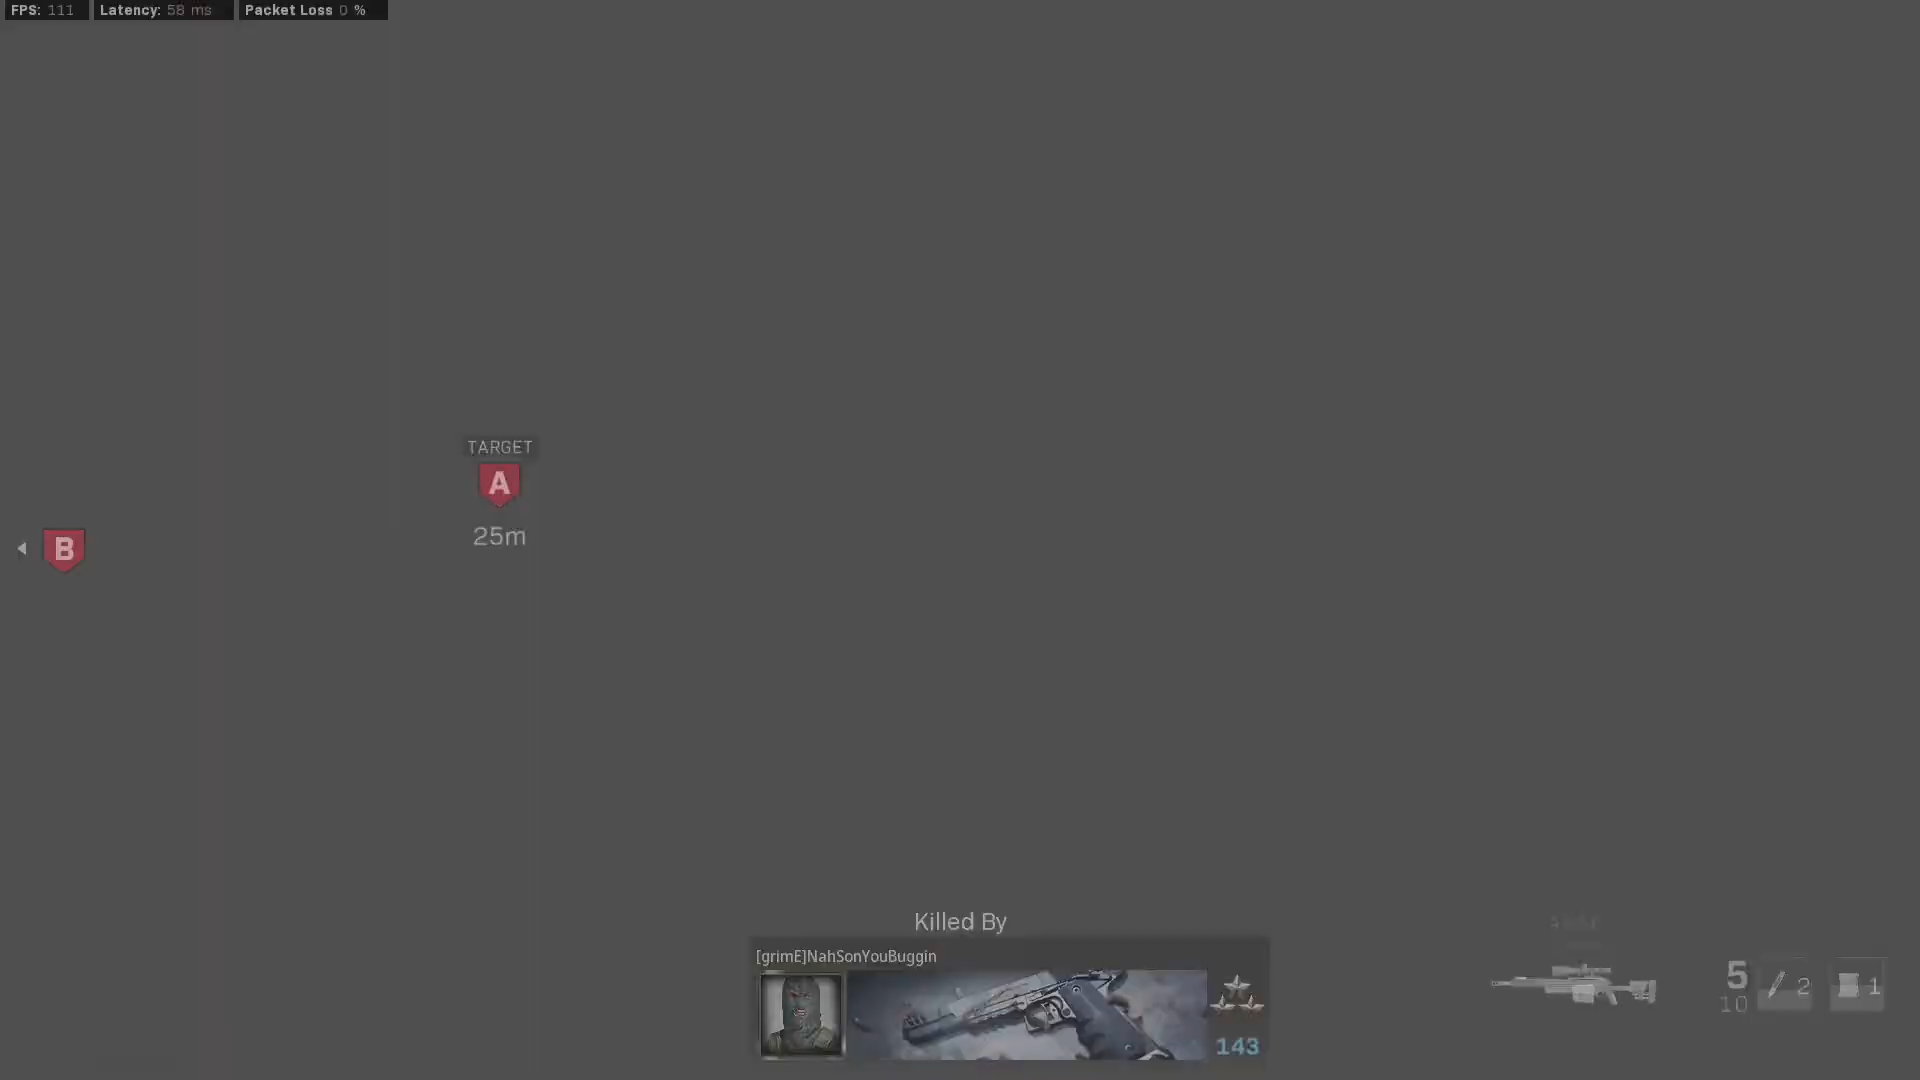 FPS: 111 Latency: 58 ms Packet Loss 0 %
TARGET
A
25m
B
Killed By
[grimE]NahSonYouBuggin
143
5
10
2
1